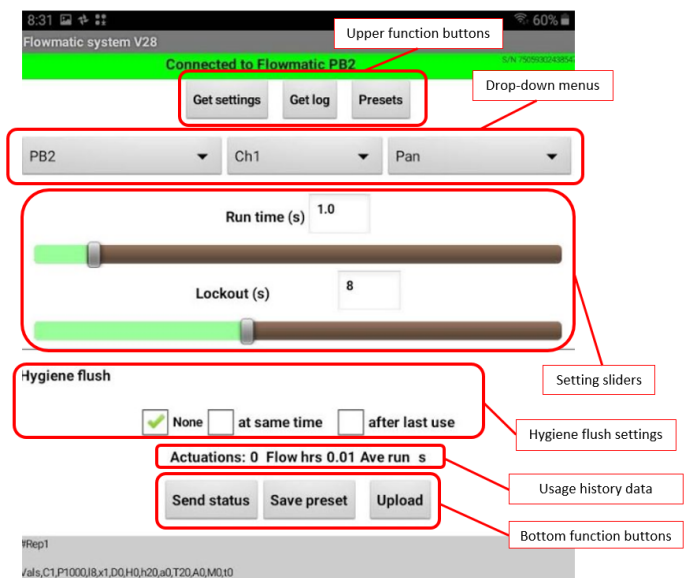 8:31
60%
Flowmatic system V28
Connected to Flowmatic PB2
Upper function buttons
Get settings Get log Presets
Drop-down menus
PB2 Ch1 Pan
Run time (s) 1.0
Lockout (s) 8
Setting sliders
Hygiene flush
None at same time after last use
Hygiene flush settings
Actuations: 0 Flow hrs 0.01 Ave run s
Usage history data
Send status Save preset Upload
Bottom function buttons
#Rep1
Vals,C1,P1000,I8,x1,D0,H0,h20,a0,T20,A0,M0,t0